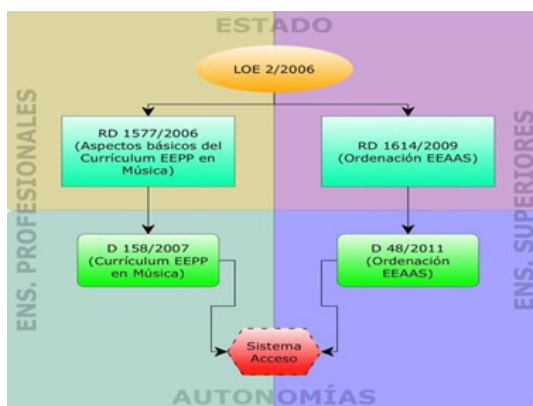 ESTADO
LOE 2/2006
ENS. PROFESIONALES
ENS. SUPERIORES
RD 1577/2006
(Aspectos básicos del
Currículum EEPP en
Música)
RD 1614/2009
(Ordenación EEAAS)
D 158/2007
(Currículum EEPP
en Música)
D 48/2011
(Ordenación
EEAAS)
Sistema
Acceso
AUTONOMÍAS